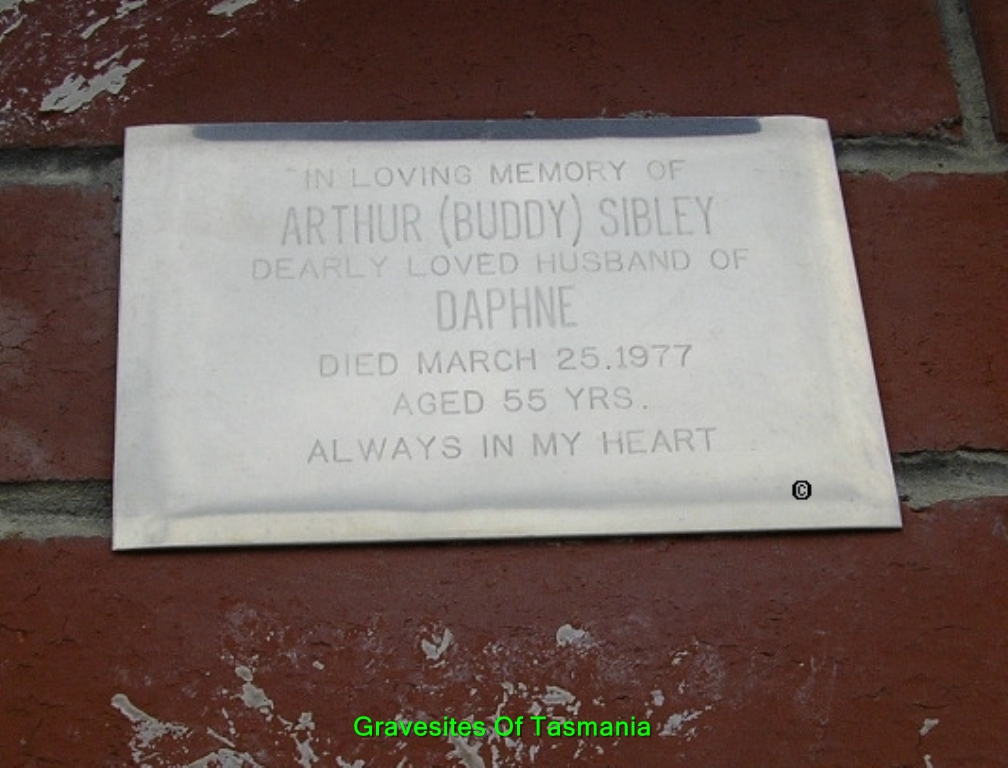 IN LOVING MEMORY OF
ARTHUR (BUDDY) SIBLEY
DEARLY LOVED HUSBAND OF
DAPHNE
DIED MARCH 25.1977
AGED 55 YRS.
ALWAYS IN MY HEART
©
Gravesites Of Tasmania